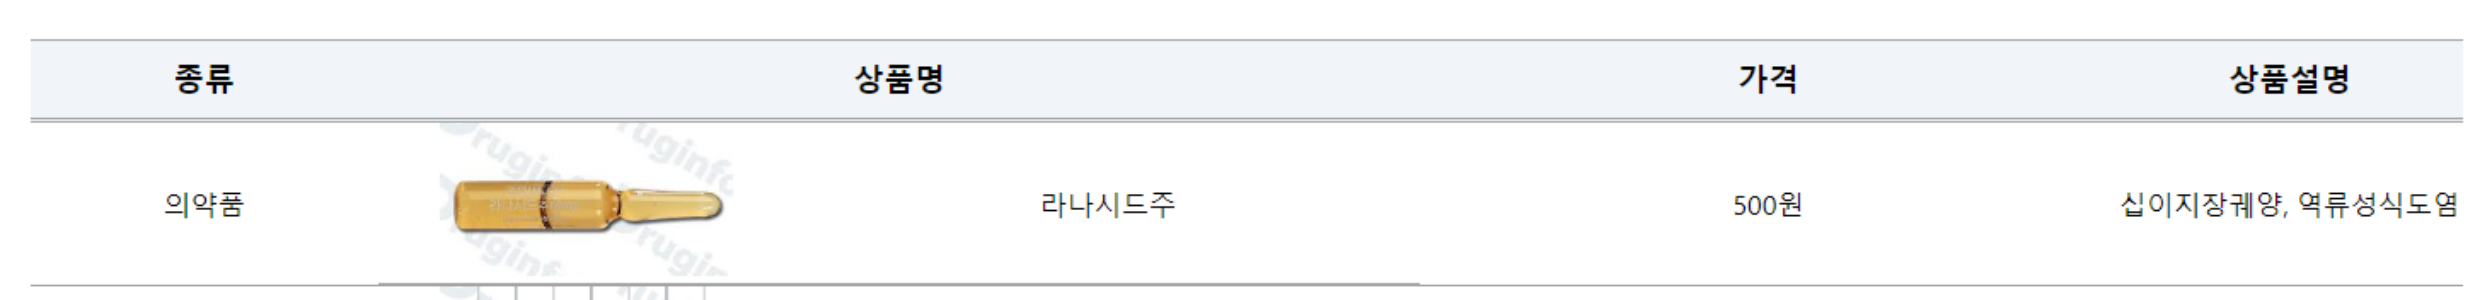 종류 상품명 가격 상품설명
의약품 라나시드주 500원 십이지장궤양, 역류성식도염
ruginfo